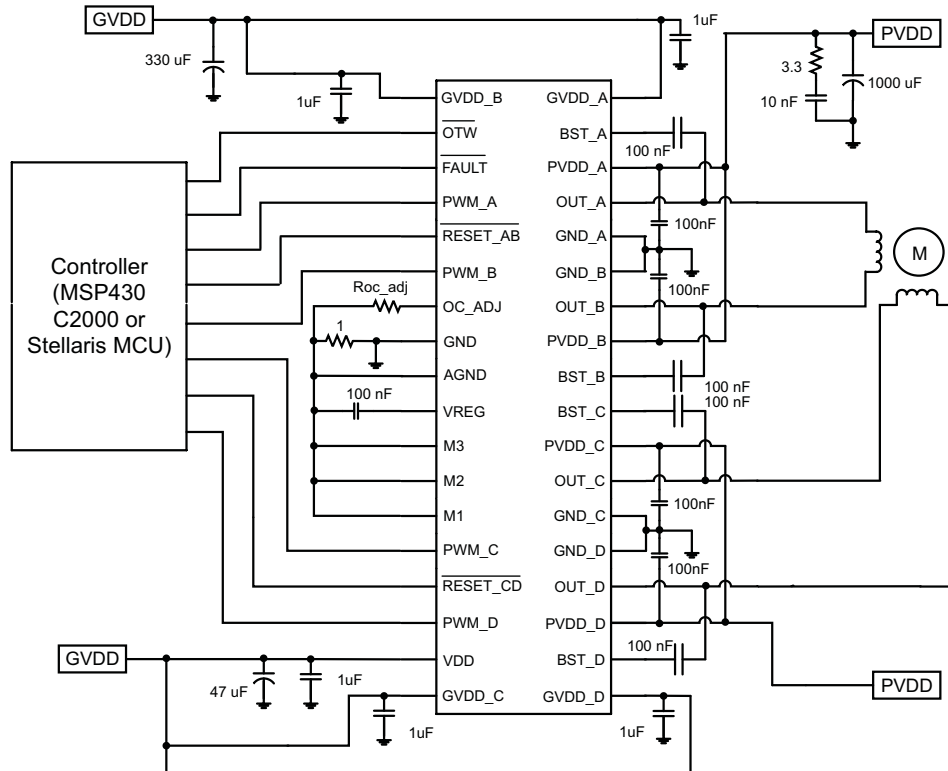 GVDD
330 uF
1uF
1uF
PVDD
3.3
10 nF
1000 uF
Controller
(MSP430
C2000 or
Stellaris MCU)
GVDD_B
OTW
FAULT
PWM_A
RESET_AB
PWM_B
Roc_adj
OC_ADJ
1
GND
AGND
100 nF
VREG
M3
M2
M1
PWM_C
RESET_CD
PWM_D
VDD
GVDD_C
GVDD_A
BST_A
100 nF
PVDD_A
OUT_A
100nF
GND_A
GND_B
100nF
OUT_B
PVDD_B
BST_B
100 nF
100 nF
BST_C
PVDD_C
OUT_C
100nF
GND_C
GND_D
100nF
OUT_D
PVDD_D
100 nF
BST_D
GVDD_D
M
GVDD
47 uF
1uF
1uF
1uF
PVDD